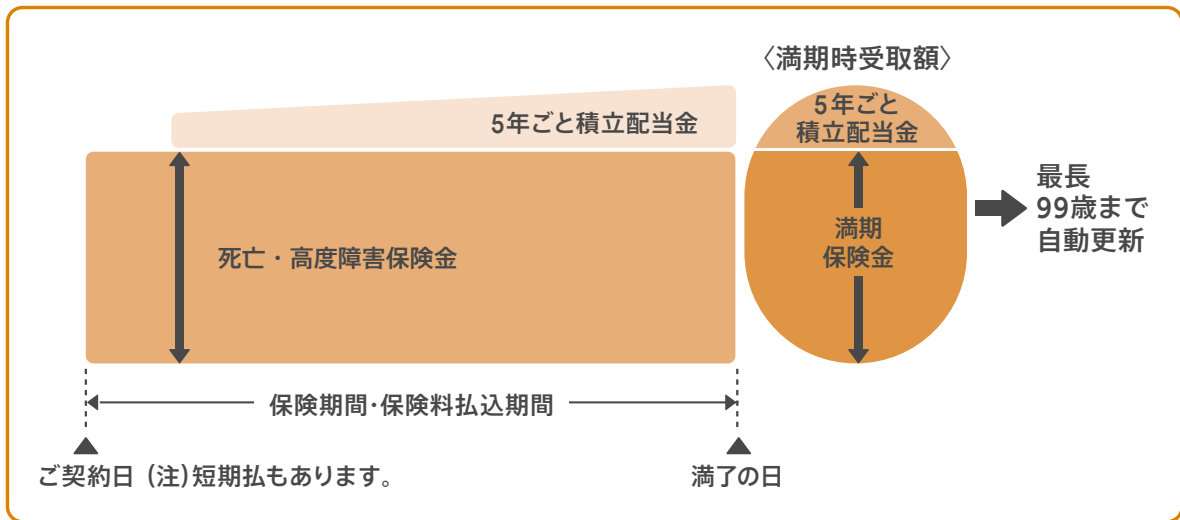 〈満期時受取額〉
5年ごと積立配当金
5年ごと
積立配当金
死亡・高度障害保険金
満期
保険金
最長
99歳まで
自動更新
保険期間･保険料払込期間
ご契約日 (注)短期払もあります。
満了の日